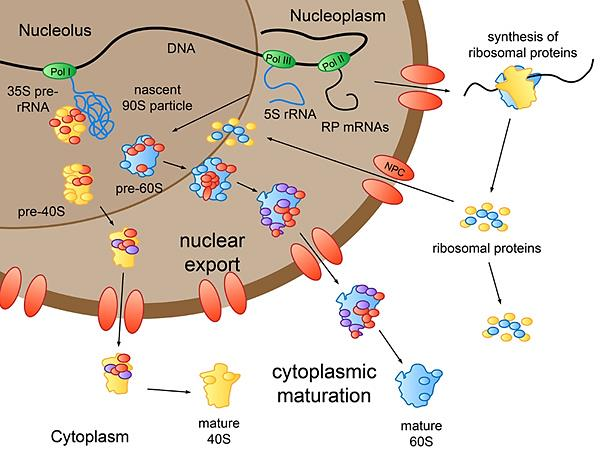 Nucleolus
Nucleoplasm
DNA
Pol I
Pol III
Pol II
synthesis of
ribosomal proteins
35S pre-
rRNA
nascent
90S particle
5S rRNA
RP mRNAs
pre-60S
NPC
pre-40S
nuclear
export
ribosomal proteins
cytoplasmic
maturation
mature
40S
mature
60S
Cytoplasm